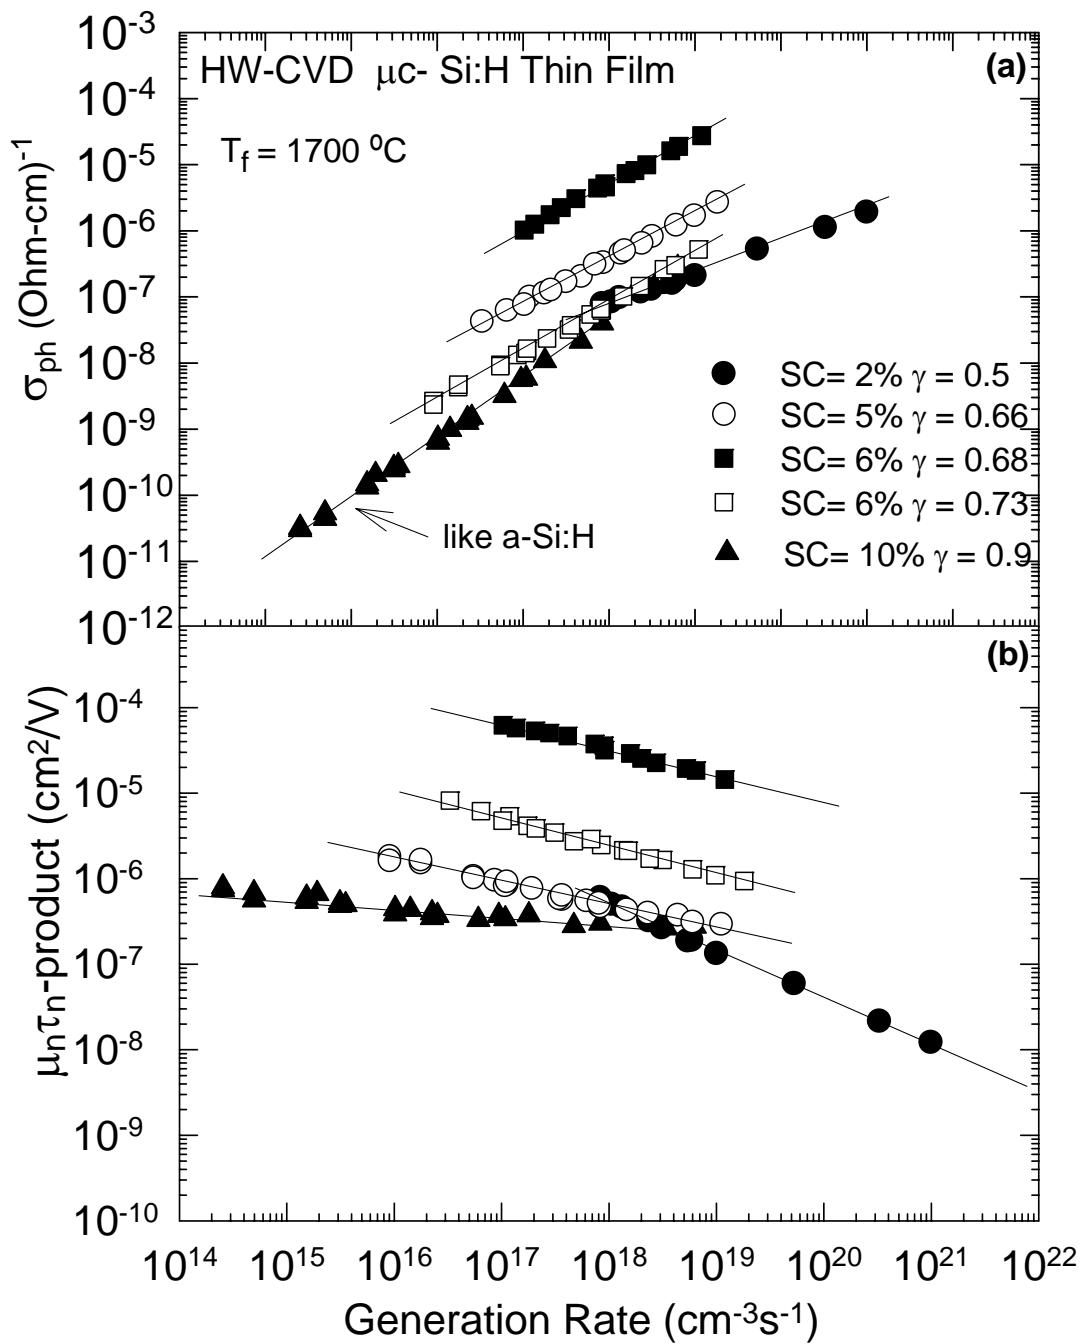 10⁻³
HW-CVD μc- Si:H Thin Film
(a)
10⁻⁴
T_f = 1700 ⁰C
10⁻⁵
10⁻⁶
10⁻⁷
10⁻⁸
10⁻⁹
10⁻¹⁰
10⁻¹¹
10⁻¹²
σ_ph (Ohm-cm)⁻¹
SC= 2% γ = 0.5
SC= 5% γ = 0.66
SC= 6% γ = 0.68
SC= 6% γ = 0.73
SC= 10% γ = 0.9
like a-Si:H
(b)
10⁻⁴
10⁻⁵
10⁻⁶
10⁻⁷
10⁻⁸
10⁻⁹
10⁻¹⁰
μₙτₙ-product (cm²/V)
10¹⁴ 10¹⁵ 10¹⁶ 10¹⁷ 10¹⁸ 10¹⁹ 10²⁰ 10²¹ 10²²
Generation Rate (cm⁻³s⁻¹)